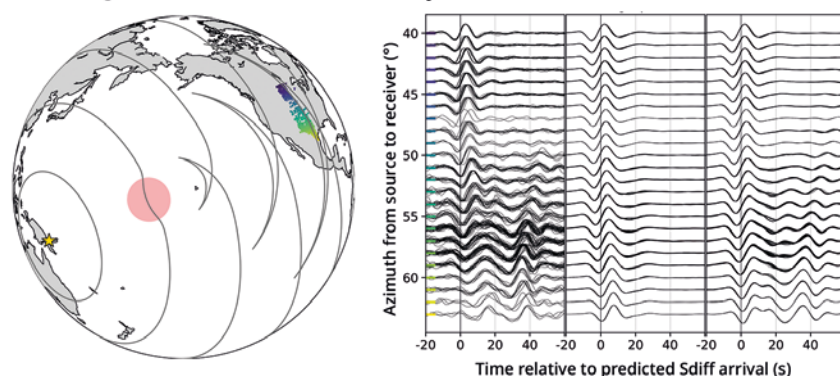 Azimuth from source to receiver (°)
40
45
50
55
60
-20 0 20 40 -20 0 20 40 -20 0 20 40
Time relative to predicted Sdiff arrival (s)